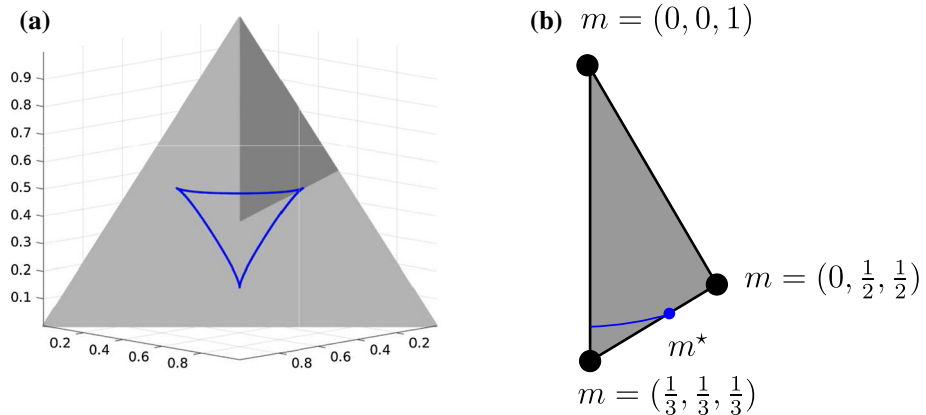 (a)
0.9
0.8
0.7
0.6
0.5
0.4
0.3
0.2
0.1
0.2 0.4 0.6 0.8 0.8 0.6 0.4 0.2
(b) m = (0, 0, 1)
m = (0, 1/2, 1/2)
m⋆
m = (1/3, 1/3, 1/3)